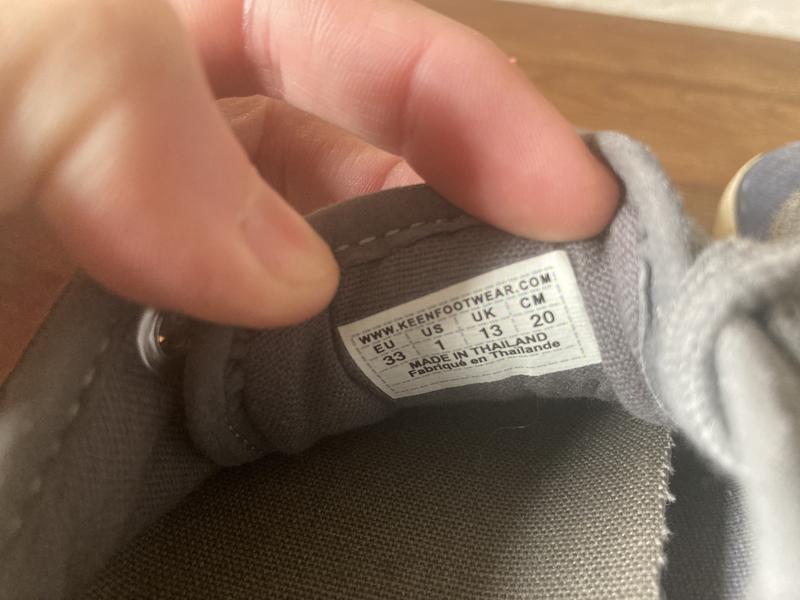 WWW.KEENFOOTWEAR.COM
EU US UK CM
33 1 13 20
MADE IN THAILAND
Fabriqué en Thaïlande